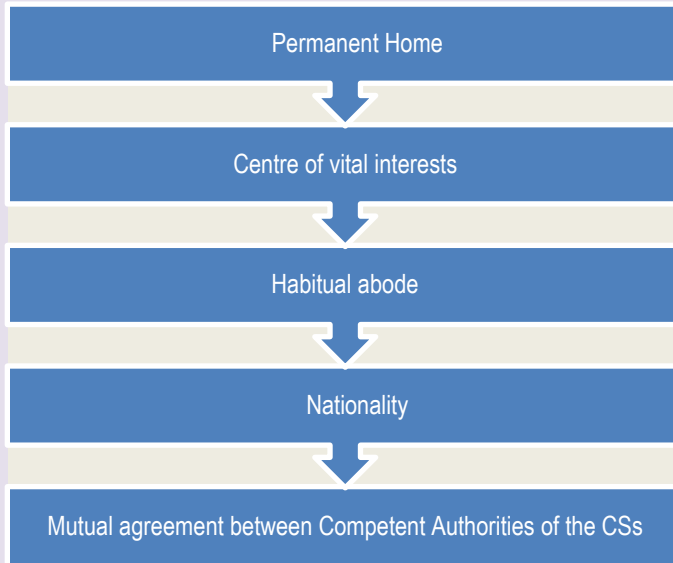 Permanent Home
Centre of vital interests
Habitual abode
Nationality
Mutual agreement between Competent Authorities of the CSs